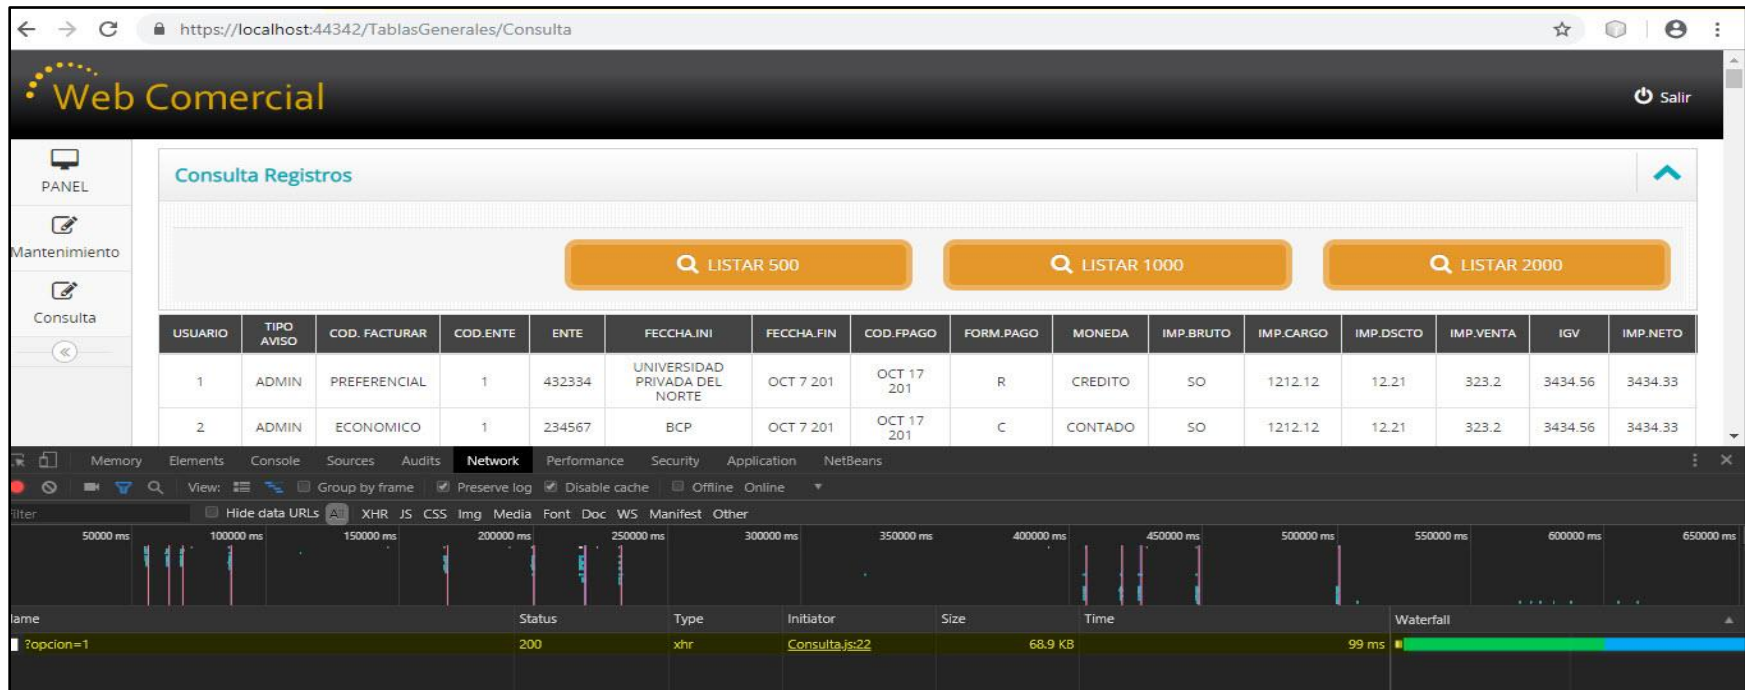 https://localhost:44342/TablasGenerales/Consulta
Web Comercial
Salir
PANEL
Mantenimiento
Consulta
Consulta Registros
LISTAR 500 LISTAR 1000 LISTAR 2000
USUARIO TIPO AVISO COD. FACTURAR COD.ENTE ENTE FECCHA.INI FECCHA.FIN COD.FPAGO FORM.PAGO MONEDA IMP.BRUTO IMP.CARGO IMP.DSCTO IMP.VENTA IGV IMP.NETO
1 ADMIN PREFERENCIAL 1 432334 UNIVERSIDAD PRIVADA DEL NORTE OCT 7 201 OCT 17 201 R CREDITO SO 1212.12 12.21 323.2 3434.56 3434.33
2 ADMIN ECONOMICO 1 234567 BCP OCT 7 201 OCT 17 201 C CONTADO SO 1212.12 12.21 323.2 3434.56 3434.33
Memory Elements Console Sources Audits Network Performance Security Application NetBeans
View: Group by frame Preserve log Disable cache Offline Online
ilter Hide data URLs All XHR JS CSS Img Media Font Doc WS Manifest Other
50000 ms 100000 ms 150000 ms 200000 ms 250000 ms 300000 ms 350000 ms 400000 ms 450000 ms 500000 ms 550000 ms 600000 ms 650000 ms
lame Status Type Initiator Size Time Waterfall
?opcion=1 200 xhr Consulta.js:22 68.9 KB 99 ms